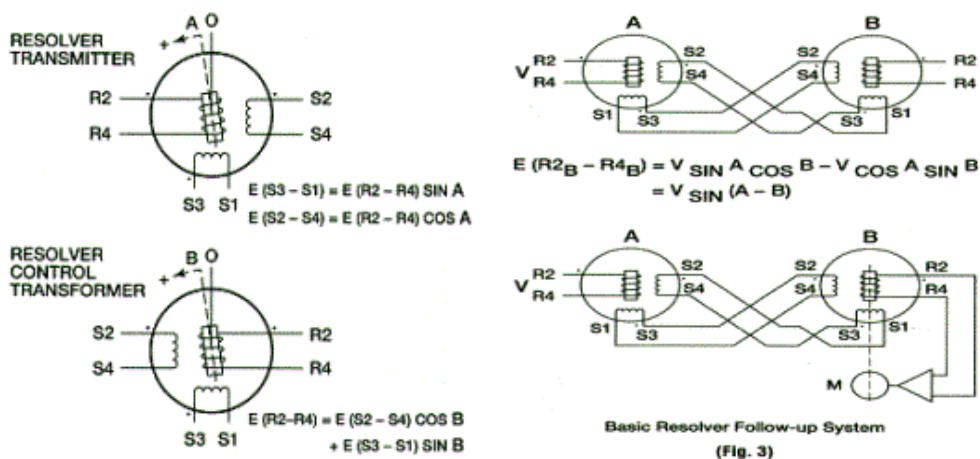 RESOLVER
TRANSMITTER
A O
+
R2 S2
R4 S4
S3 S1
E (S3 – S1) = E (R2 – R4) SIN A
E (S2 – S4) = E (R2 – R4) COS A
RESOLVER
CONTROL
TRANSFORMER
B O
+
S2 R2
S4 R4
S3 S1
E (R2–R4) = E (S2 – S4) COS B
+ E (S3 – S1) SIN B
A B
R2 S2 S2 R2
V
R4 S4 S4 R4
S1 S3 S3 S1
E (R2B – R4B) = V SIN A COS B – V COS A SIN B
= V SIN (A – B)
A B
R2 S2 S2 R2
V
R4 S4 S4 R4
S1 S3 S3 S1
M
Basic Resolver Follow-up System
(Fig. 3)